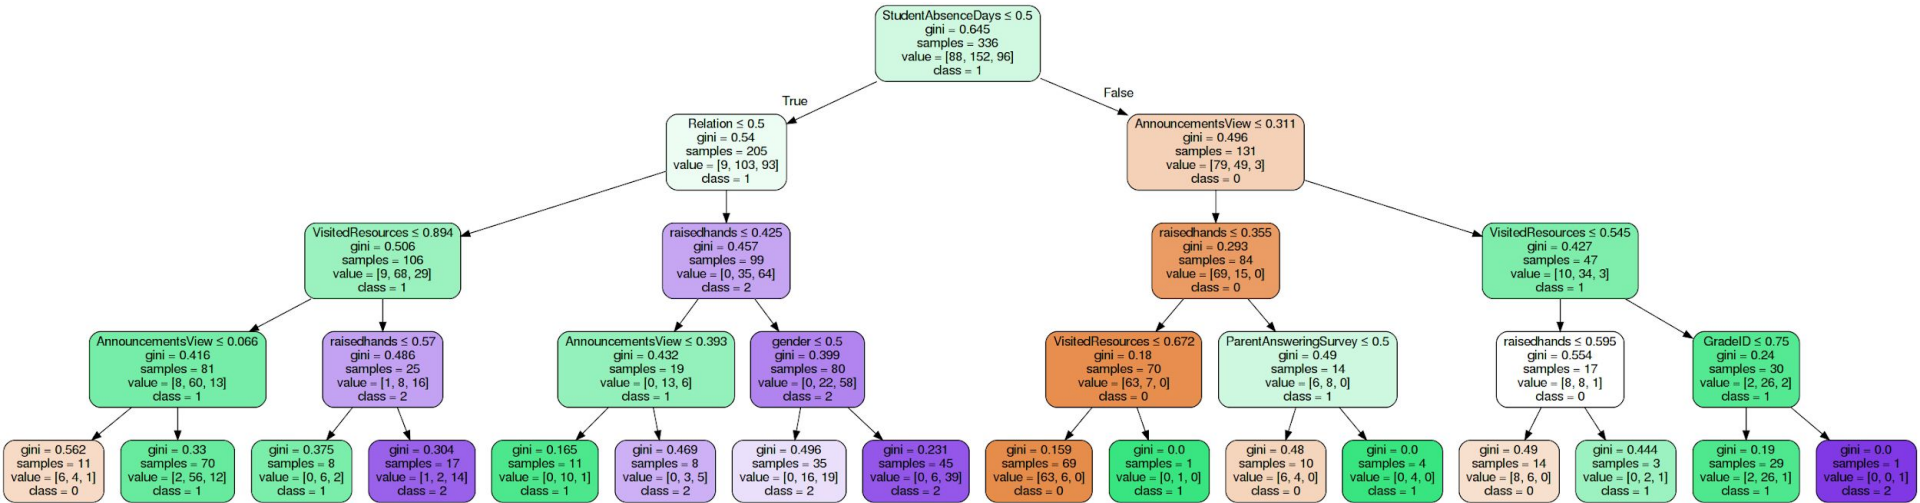 StudentAbsenceDays ≤ 0.5
gini = 0.645
samples = 336
value = [88, 152, 96]
class = 1
True
False
Relation ≤ 0.5
gini = 0.54
samples = 205
value = [9, 103, 93]
class = 1
AnnouncementsView ≤ 0.311
gini = 0.496
samples = 131
value = [79, 49, 3]
class = 0
VisitedResources ≤ 0.894
gini = 0.506
samples = 106
value = [9, 68, 29]
class = 1
raisedhands ≤ 0.425
gini = 0.457
samples = 99
value = [0, 35, 64]
class = 2
raisedhands ≤ 0.355
gini = 0.293
samples = 84
value = [69, 15, 0]
class = 0
VisitedResources ≤ 0.545
gini = 0.427
samples = 47
value = [10, 34, 3]
class = 1
AnnouncementsView ≤ 0.066
gini = 0.416
samples = 81
value = [8, 60, 13]
class = 1
raisedhands ≤ 0.57
gini = 0.486
samples = 25
value = [1, 8, 16]
class = 2
AnnouncementsView ≤ 0.393
gini = 0.432
samples = 19
value = [0, 13, 6]
class = 1
gender ≤ 0.5
gini = 0.399
samples = 80
value = [0, 22, 58]
class = 2
VisitedResources ≤ 0.672
gini = 0.18
samples = 70
value = [63, 7, 0]
class = 0
ParentAnsweringSurvey ≤ 0.5
gini = 0.49
samples = 14
value = [6, 8, 0]
class = 1
raisedhands ≤ 0.595
gini = 0.554
samples = 17
value = [8, 8, 1]
class = 0
GradeID ≤ 0.75
gini = 0.24
samples = 30
value = [2, 26, 2]
class = 1
gini = 0.562
samples = 11
value = [6, 4, 1]
class = 0
gini = 0.33
samples = 70
value = [2, 56, 12]
class = 1
gini = 0.375
samples = 8
value = [0, 6, 2]
class = 1
gini = 0.304
samples = 17
value = [1, 2, 14]
class = 2
gini = 0.165
samples = 11
value = [0, 10, 1]
class = 1
gini = 0.469
samples = 8
value = [0, 3, 5]
class = 2
gini = 0.496
samples = 35
value = [0, 16, 19]
class = 2
gini = 0.231
samples = 45
value = [0, 6, 39]
class = 2
gini = 0.159
samples = 69
value = [63, 6, 0]
class = 0
gini = 0.0
samples = 1
value = [0, 1, 0]
class = 1
gini = 0.48
samples = 10
value = [6, 4, 0]
class = 0
gini = 0.0
samples = 4
value = [0, 4, 0]
class = 1
gini = 0.49
samples = 14
value = [8, 6, 0]
class = 0
gini = 0.444
samples = 3
value = [0, 2, 1]
class = 1
gini = 0.19
samples = 29
value = [2, 26, 1]
class = 1
gini = 0.0
samples = 1
value = [0, 0, 1]
class = 2